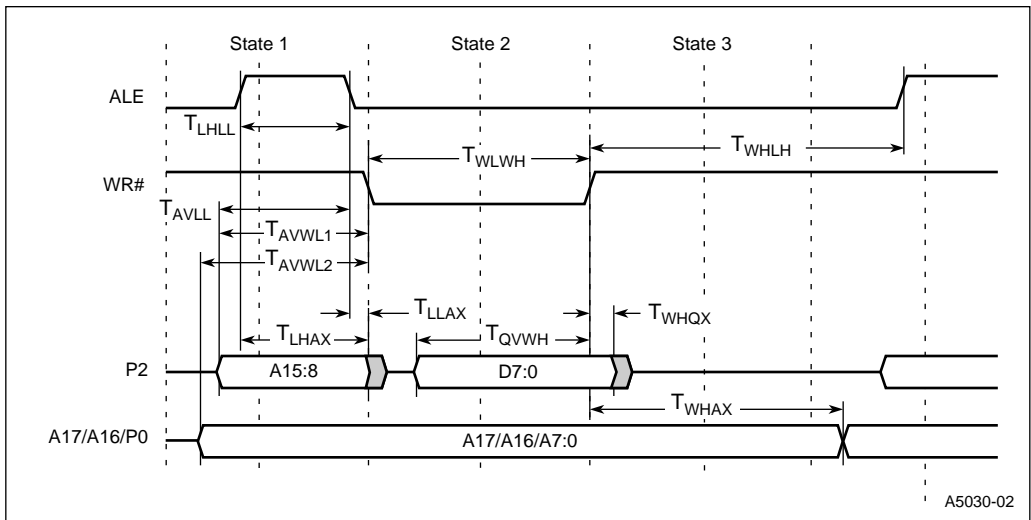 State 1 State 2 State 3
ALE
TLHLL
TWLWH TWHLH
WR#
TAVLL
TAVWL1
TAVWL2
TLLAX TWHQX
TLHAX TQVWH
P2 A15:8 D7:0
TWHAX
A17/A16/P0 A17/A16/A7:0
A5030-02